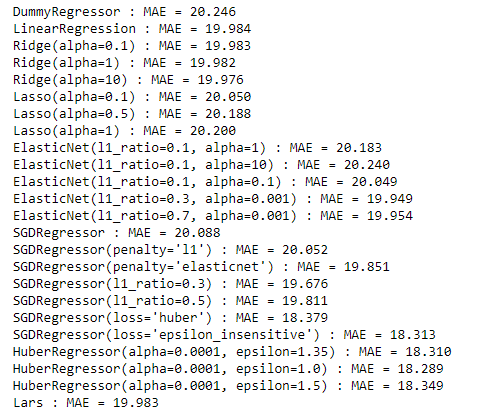 DummyRegressor : MAE = 20.246
LinearRegression : MAE = 19.984
Ridge(alpha=0.1) : MAE = 19.983
Ridge(alpha=1) : MAE = 19.982
Ridge(alpha=10) : MAE = 19.976
Lasso(alpha=0.1) : MAE = 20.050
Lasso(alpha=0.5) : MAE = 20.188
Lasso(alpha=1) : MAE = 20.200
ElasticNet(l1_ratio=0.1, alpha=1) : MAE = 20.183
ElasticNet(l1_ratio=0.1, alpha=10) : MAE = 20.240
ElasticNet(l1_ratio=0.1, alpha=0.1) : MAE = 20.049
ElasticNet(l1_ratio=0.3, alpha=0.001) : MAE = 19.949
ElasticNet(l1_ratio=0.7, alpha=0.001) : MAE = 19.954
SGDRegressor : MAE = 20.088
SGDRegressor(penalty='l1') : MAE = 20.052
SGDRegressor(penalty='elasticnet') : MAE = 19.851
SGDRegressor(l1_ratio=0.3) : MAE = 19.676
SGDRegressor(l1_ratio=0.5) : MAE = 19.811
SGDRegressor(loss='huber') : MAE = 18.379
SGDRegressor(loss='epsilon_insensitive') : MAE = 18.313
HuberRegressor(alpha=0.0001, epsilon=1.35) : MAE = 18.310
HuberRegressor(alpha=0.0001, epsilon=1.0) : MAE = 18.289
HuberRegressor(alpha=0.0001, epsilon=1.5) : MAE = 18.349
Lars : MAE = 19.983